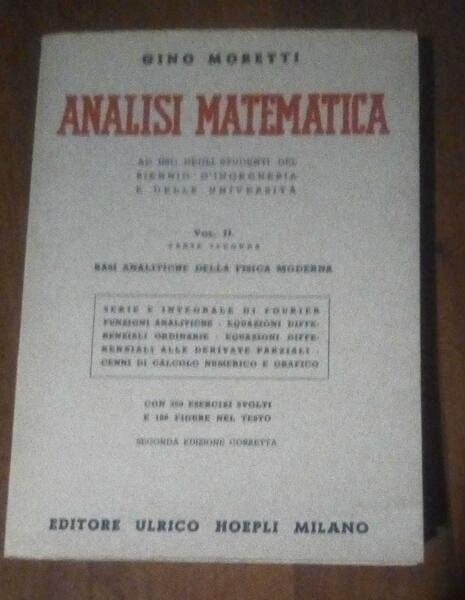 GINO MORETTI
ANALISI MATEMATICA
AD USO DEGLI STUDENTI DEL
BIENNIO D'INGEGNERIA
E DELLE UNIVERSITÀ
VOL. II.
PARTE SECONDA
BASI ANALITICHE DELLA FISICA MODERNA
SERIE E INTEGRALE DI FOURIER
FUNZIONI ANALITICHE · EQUAZIONI DIFFE-
RENZIALI ORDINARIE · EQUAZIONI DIFFE-
RENZIALI ALLE DERIVATE PARZIALI ·
CENNI DI CALCOLO NUMERICO E GRAFICO
CON ESERCIZI SVOLTI
E FIGURE NEL TESTO
SECONDA EDIZIONE CORRETTA
EDITORE ULRICO HOEPLI MILANO